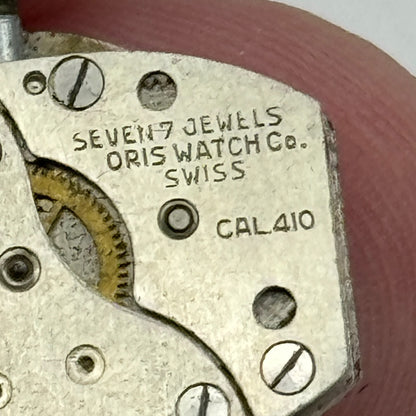 SEVEN-7 JEWELS
ORIS WATCH Co.
SWISS
CAL.410